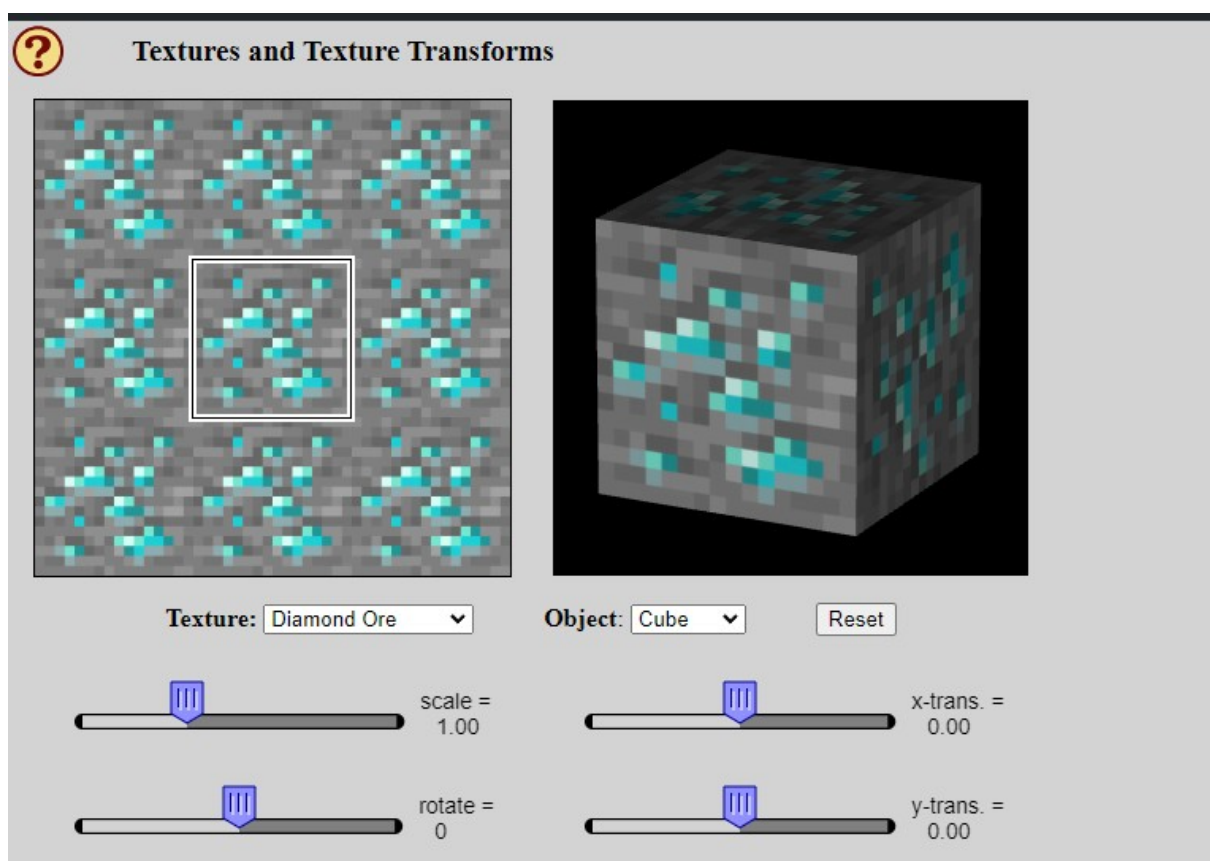 ?
Textures and Texture Transforms
Texture: Diamond Ore
Object: Cube
Reset
scale =
1.00
x-trans. =
0.00
rotate =
0
y-trans. =
0.00